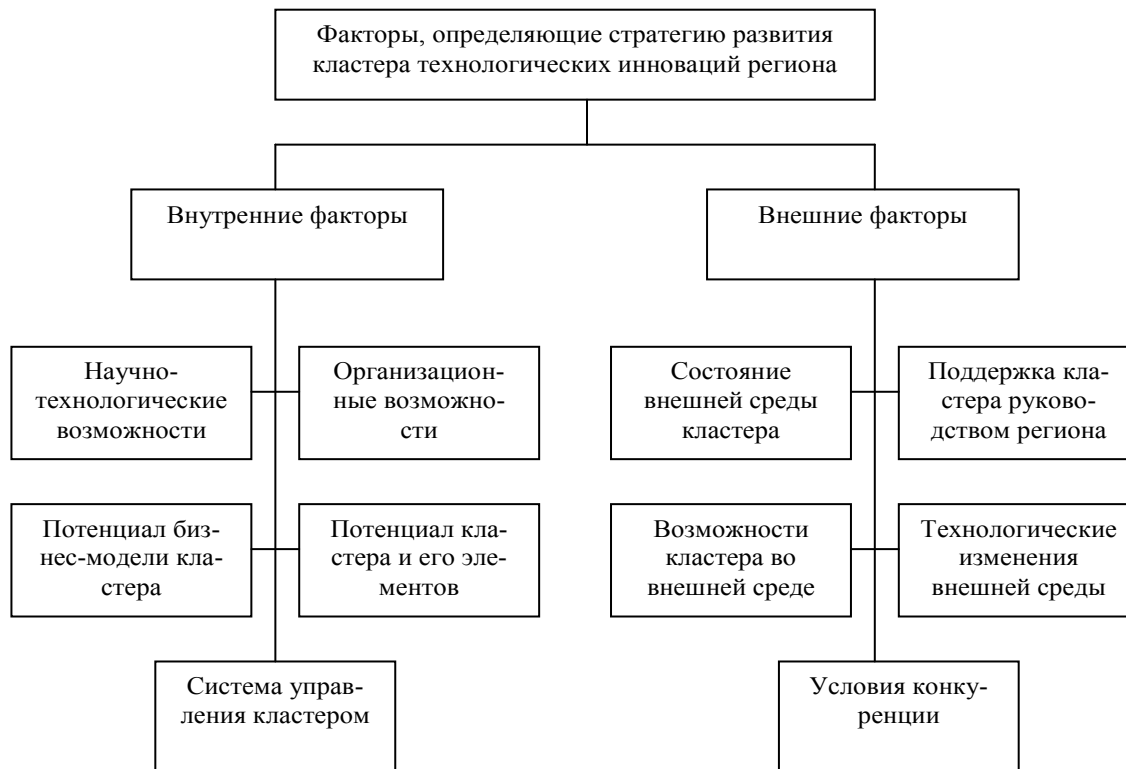 Факторы, определяющие стратегию развития
кластера технологических инноваций региона
Внутренние факторы
Внешние факторы
Научно-
технологические
возможности
Организацион-
ные возможно-
сти
Состояние
внешней среды
кластера
Поддержка кла-
стера руково-
дством региона
Потенциал биз-
нес-модели кла-
стера
Потенциал кла-
стера и его эле-
ментов
Возможности
кластера во
внешней среде
Технологические
изменения
внешней среды
Система управ-
ления кластером
Условия конку-
ренции